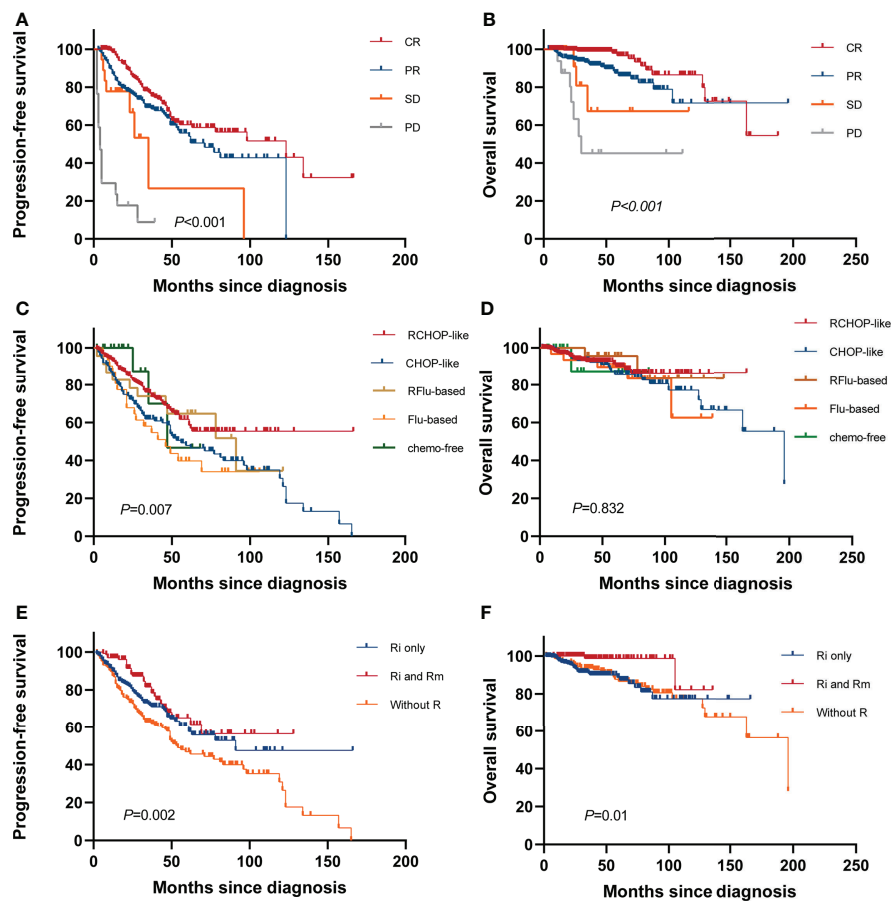 A
Progression-free survival
100
80
60
40
20
0
0 50 100 150 200
Months since diagnosis
P<0.001
CR
PR
SD
PD
B
Overall survival
100
80
60
40
20
0
0 50 100 150 200 250
Months since diagnosis
P<0.001
CR
PR
SD
PD
C
Progression-free survival
100
80
60
40
20
0
0 50 100 150 200
Months since diagnosis
P=0.007
RCHOP-like
CHOP-like
RFlu-based
Flu-based
chemo-free
D
Overall survival
100
80
60
40
20
0
0 50 100 150 200 250
Months since diagnosis
P=0.832
RCHOP-like
CHOP-like
RFlu-based
Flu-based
chemo-free
E
Progression-free survival
100
80
60
40
20
0
0 50 100 150 200
Months since diagnosis
P=0.002
Ri only
Ri and Rm
Without R
F
Overall survival
100
80
60
40
20
0
0 50 100 150 200 250
Months since diagnosis
P=0.01
Ri only
Ri and Rm
Without R